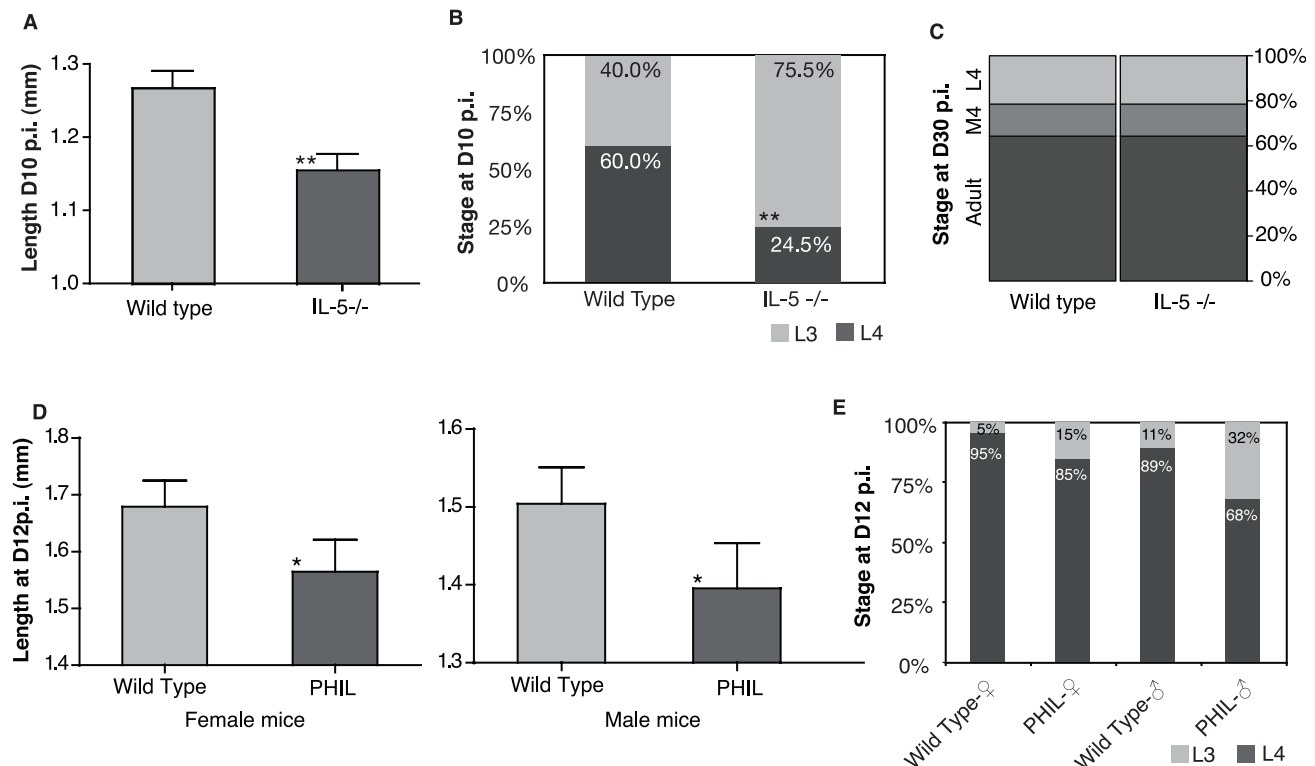 A
Length D10 p.i. (mm)
1.3
1.2
1.1
1.0
**
Wild type
IL-5-/-
B
Stage at D10 p.i.
100%
75%
50%
25%
0%
40.0%
60.0%
75.5%
**
24.5%
Wild Type
IL-5 -/-
L3
L4
C
Stage at D30 p.i.
L4
M4
Adult
100%
80%
60%
40%
20%
0%
Wild type
IL-5 -/-
D
Length at D12p.i. (mm)
1.8
1.7
1.6
1.5
1.4
*
Wild Type
PHIL
Female mice
1.6
1.5
1.4
1.3
*
Wild Type
PHIL
Male mice
E
Stage at D12 p.i.
100%
75%
50%
25%
0%
5%
95%
15%
85%
11%
89%
32%
68%
Wild Type-♀
PHIL-♀
Wild Type-♂
PHIL-♂
L3
L4